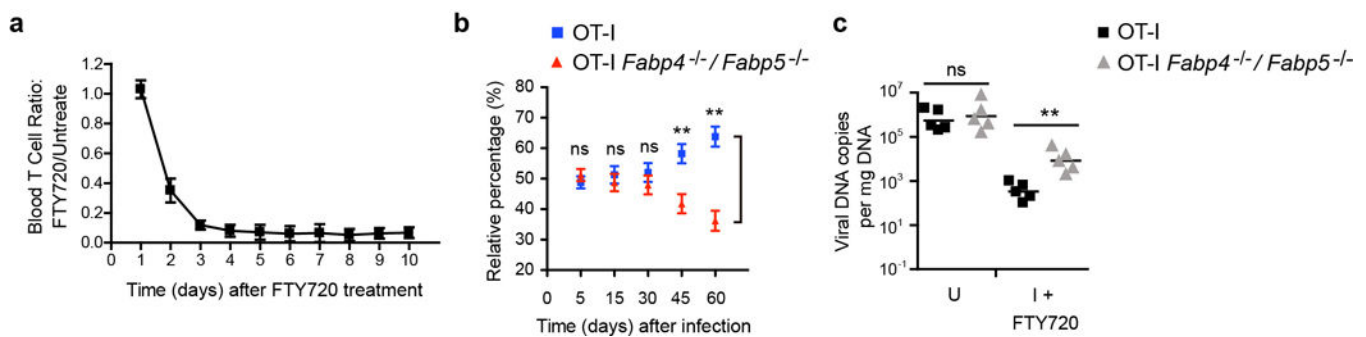 a
Blood T Cell Ratio:
FTY720/Untreate
1.2
1.0
0.8
0.6
0.4
0.2
0.0
0 1 2 3 4 5 6 7 8 9 10
Time (days) after FTY720 treatment
b
OT-I
OT-I Fabp4-/-/ Fabp5-/-
Relative percentage (%)
80
70
60
50
40
30
20
ns ns ns ** **
0 5 15 30 45 60
Time (days) after infection
c
OT-I
OT-I Fabp4-/-/ Fabp5-/-
Viral DNA copies
per mg DNA
10^7
10^5
10^3
10^1
10^-1
ns
**
U I +
FTY720